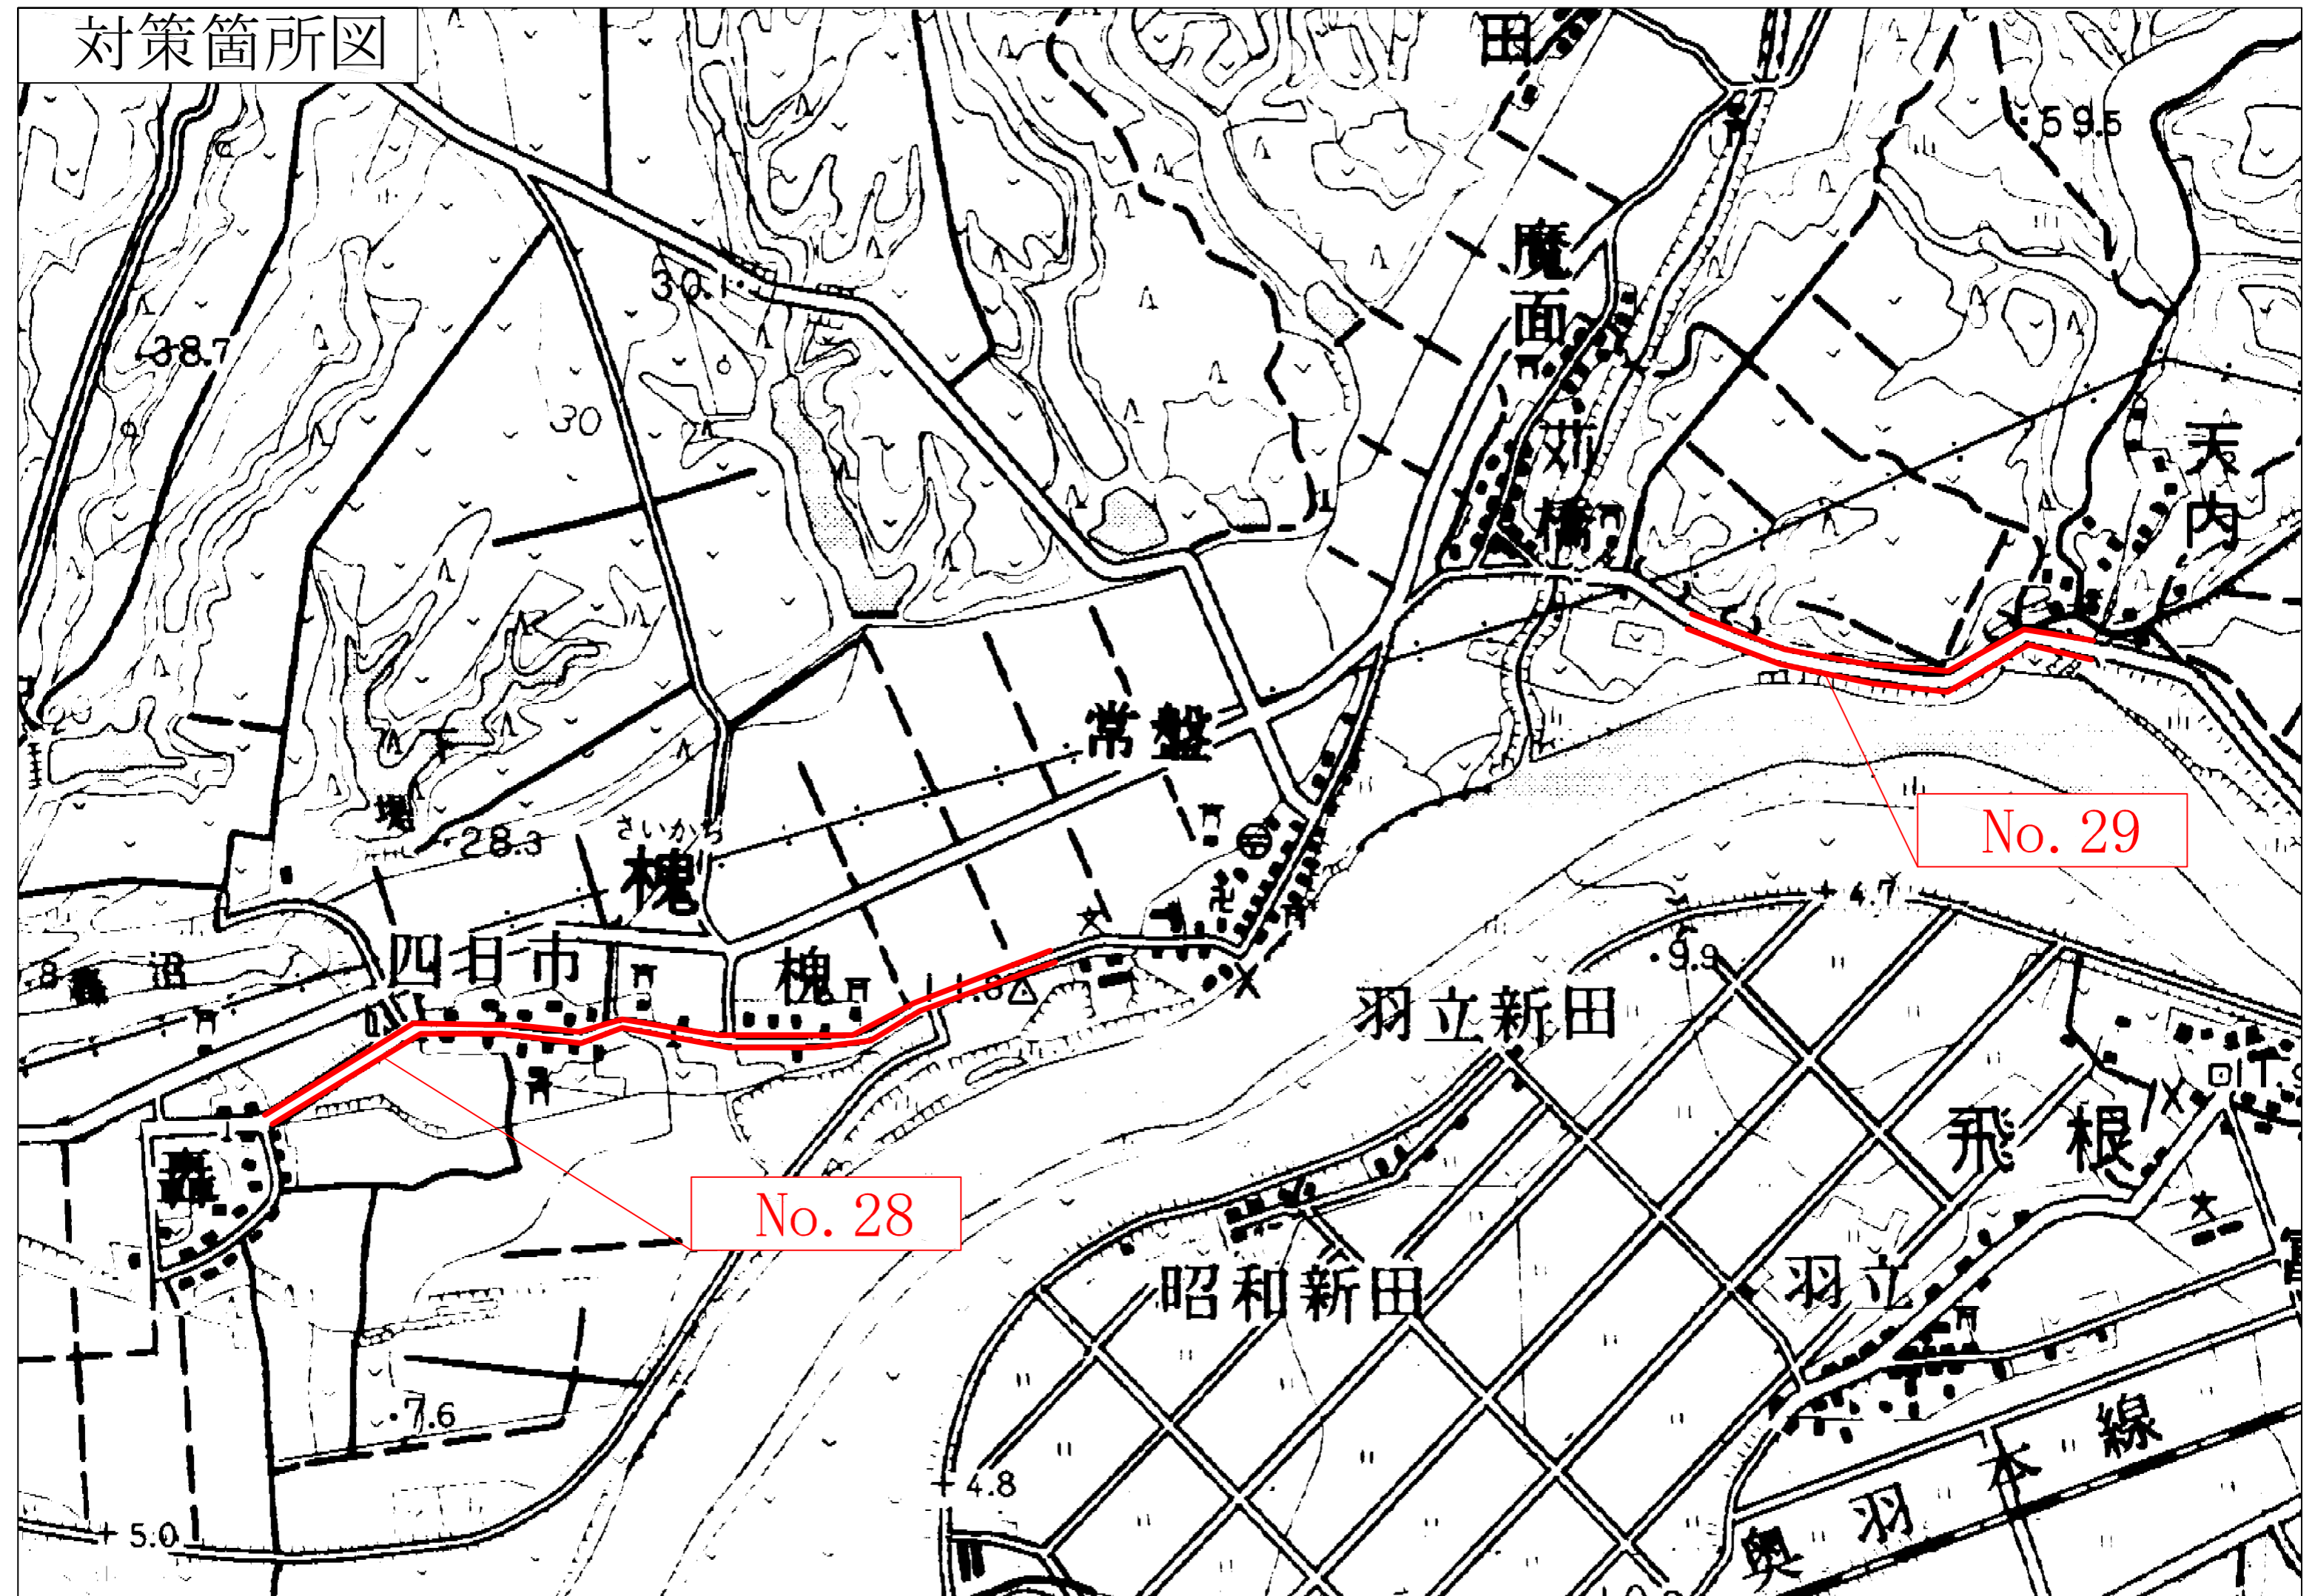 対策箇所図
田
59.5
魔面
30.1
38.7
30
苅橋
天内
常盤
No. 29
さいかち
28.3
槐
4.7
四日市
槐
沼
9.9
11.8
羽立新田
飛根
No. 28
昭和新田
羽立
7.6
4.8
5.0
奥羽本線